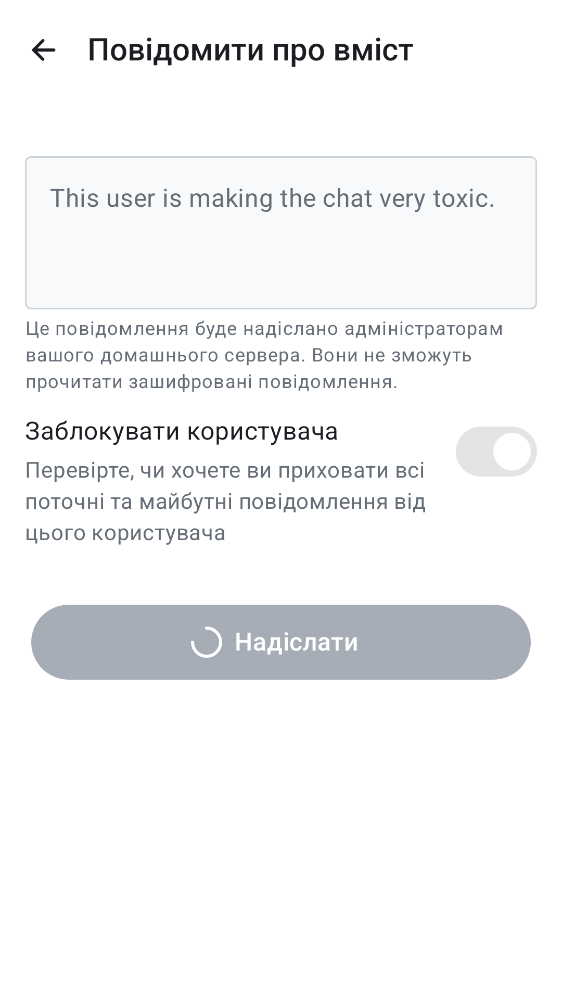 Повідомити про вміст
This user is making the chat very toxic.
Це повідомлення буде надіслано адміністраторам
вашого домашнього сервера. Вони не зможуть
прочитати зашифровані повідомлення.
Заблокувати користувача
Перевірте, чи хочете ви приховати всі
поточні та майбутні повідомлення від
цього користувача
Надіслати